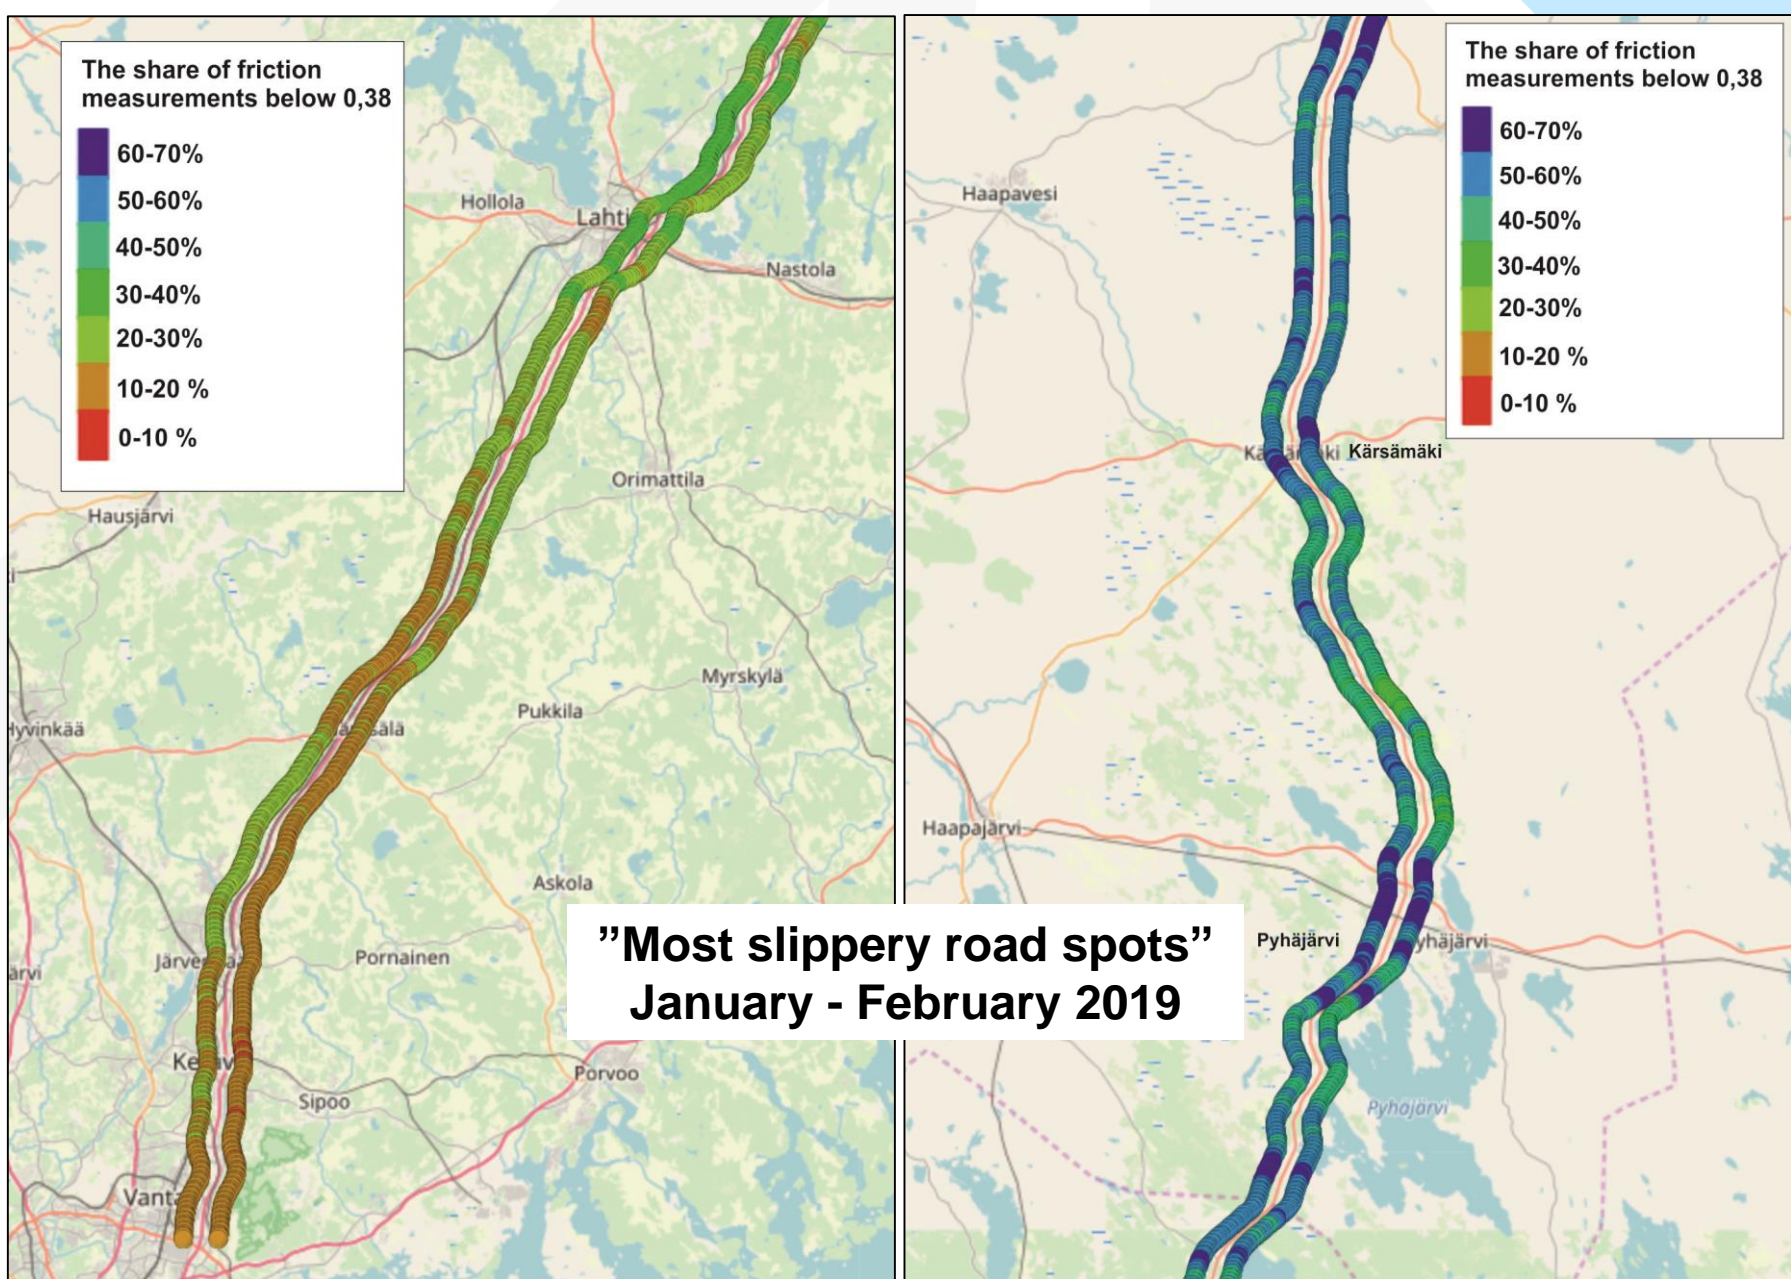 The share of friction
measurements below 0,38
60-70%
50-60%
40-50%
30-40%
20-30%
10-20 %
0-10 %
Hollola
Lahti
Nastola
Orimattila
Hausjärvi
Myrskylä
Pukkila
Hyvinkää
Askola
Pornainen
Porvoo
Sipoo
The share of friction
measurements below 0,38
60-70%
50-60%
40-50%
30-40%
20-30%
10-20 %
0-10 %
Haapavesi
Kärsämäki
Haapajärvi
Pyhäjärvi
yhäjärvi
Pyhäjärvi
”Most slippery road spots”
January - February 2019